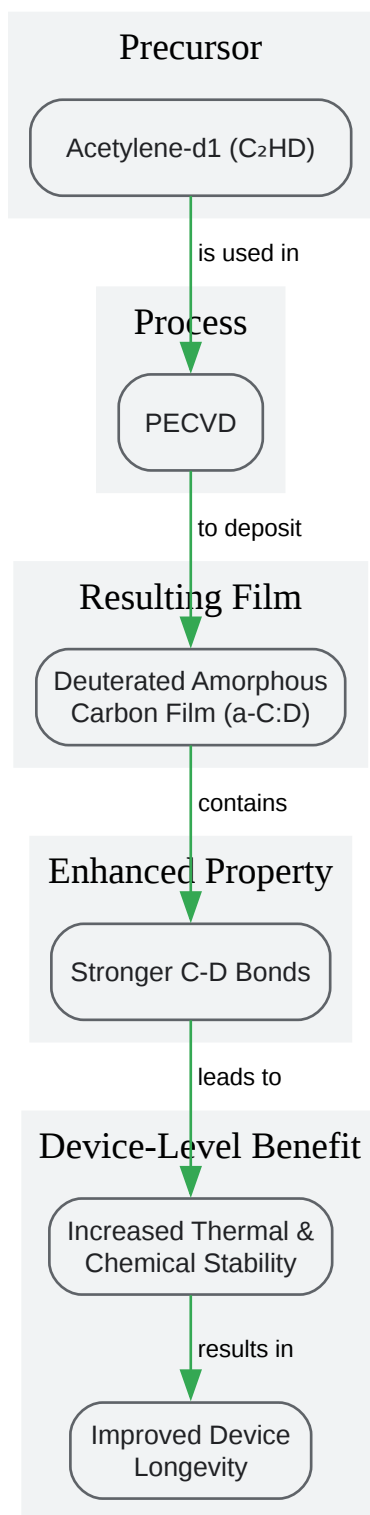 Precursor
Acetylene-d1 (C₂HD)
is used in
Process
PECVD
to deposit
Resulting Film
Deuterated Amorphous
Carbon Film (a-C:D)
contains
Enhanced Property
Stronger C-D Bonds
leads to
Device-Level Benefit
Increased Thermal &
Chemical Stability
results in
Improved Device
Longevity